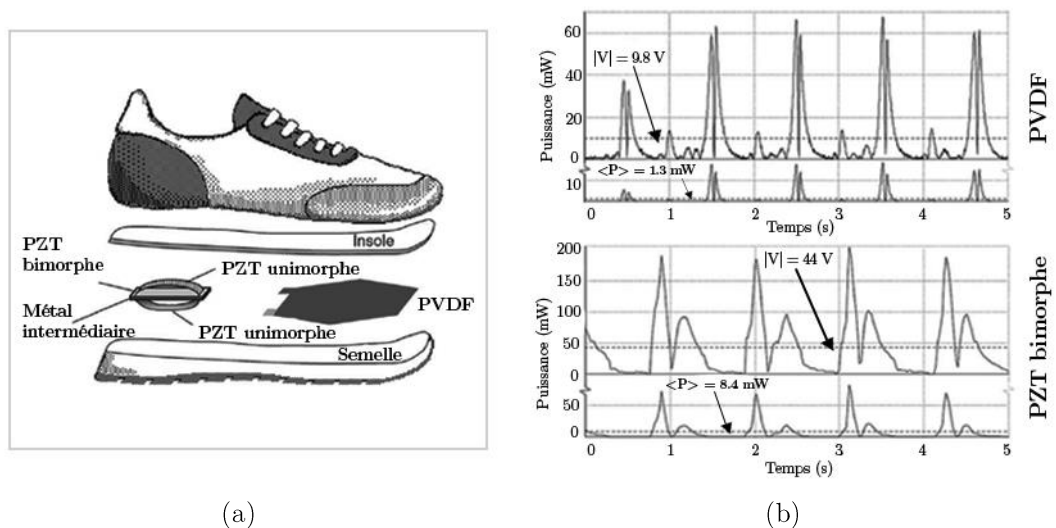 Insole
PZT
bimorphe
PZT unimorphe
PVDF
Métal
intermédiaire
PZT unimorphe
Semelle
(a)
Puissance (mW)
60
40
20
0
10
|V| = 9.8 V
<P> = 1.3 mW
0 1 2 3 4 5
Temps (s)
PVDF
Puissance (mW)
200
150
100
50
0
50
0
|V| = 44 V
<P> = 8.4 mW
0 1 2 3 4 5
Temps (s)
PZT bimorphe
(b)